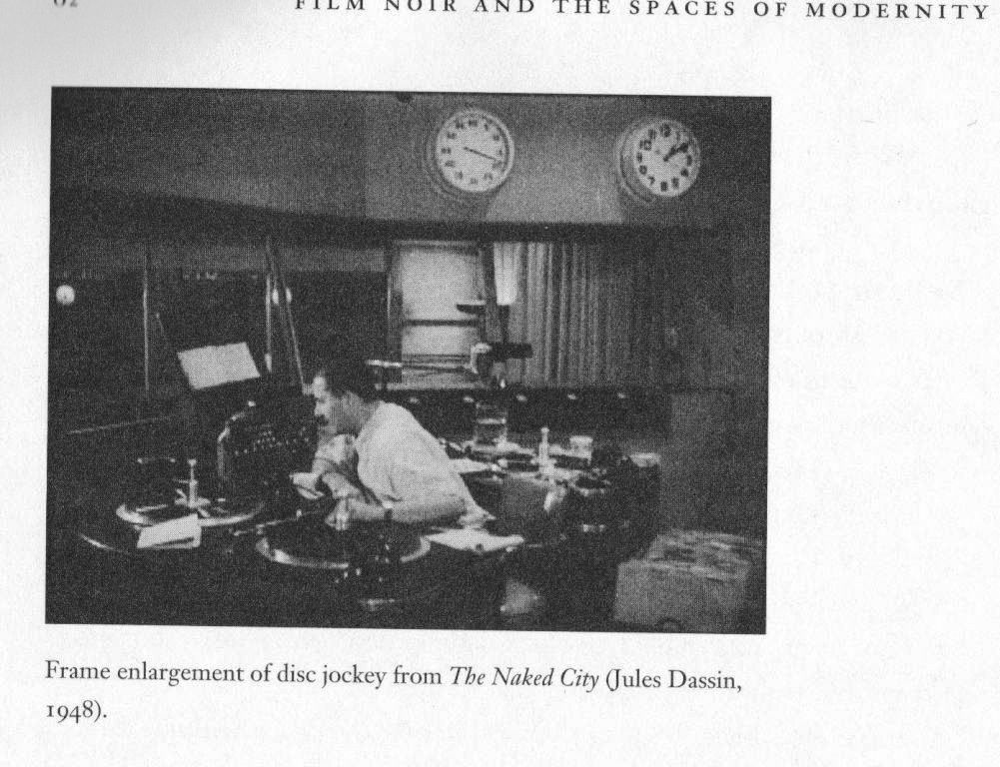 FILM NOIR AND THE SPACES OF MODERNITY
Frame enlargement of disc jockey from The Naked City (Jules Dassin,
1948).